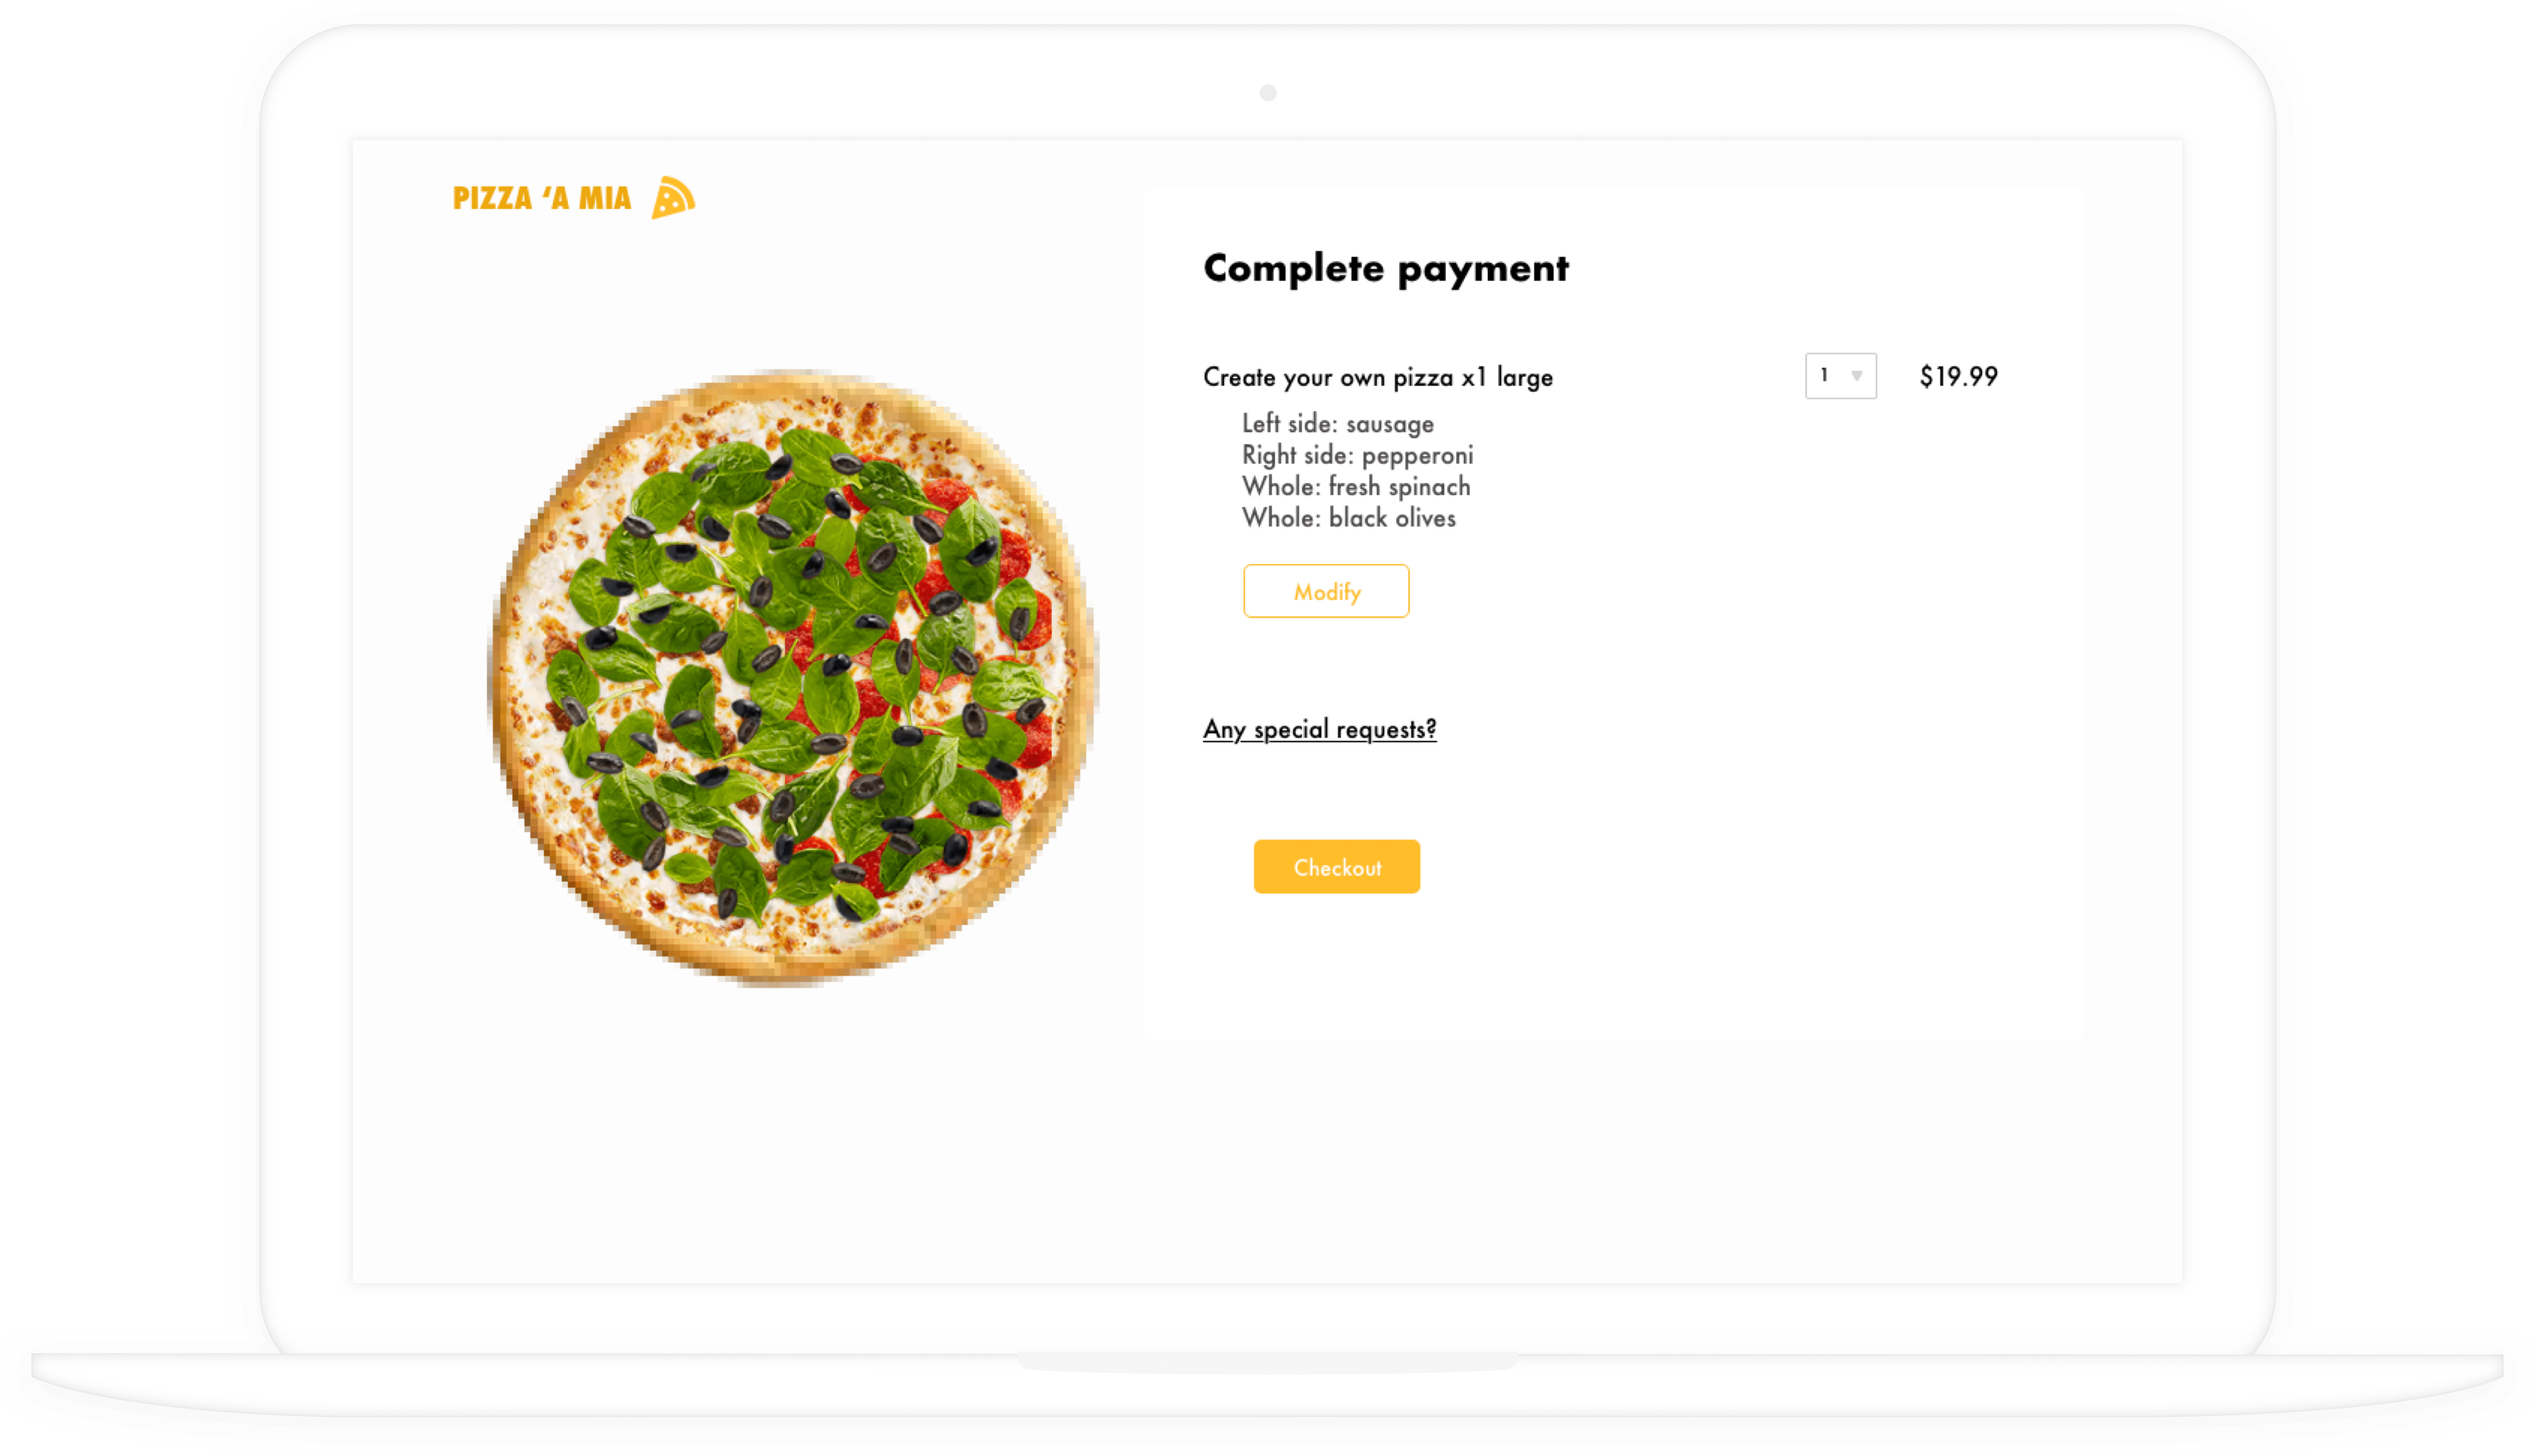 PIZZA ‘A MIA
Complete payment
Create your own pizza x1 large
1
$19.99
Left side: sausage
Right side: pepperoni
Whole: fresh spinach
Whole: black olives
Modify
Any special requests?
Checkout